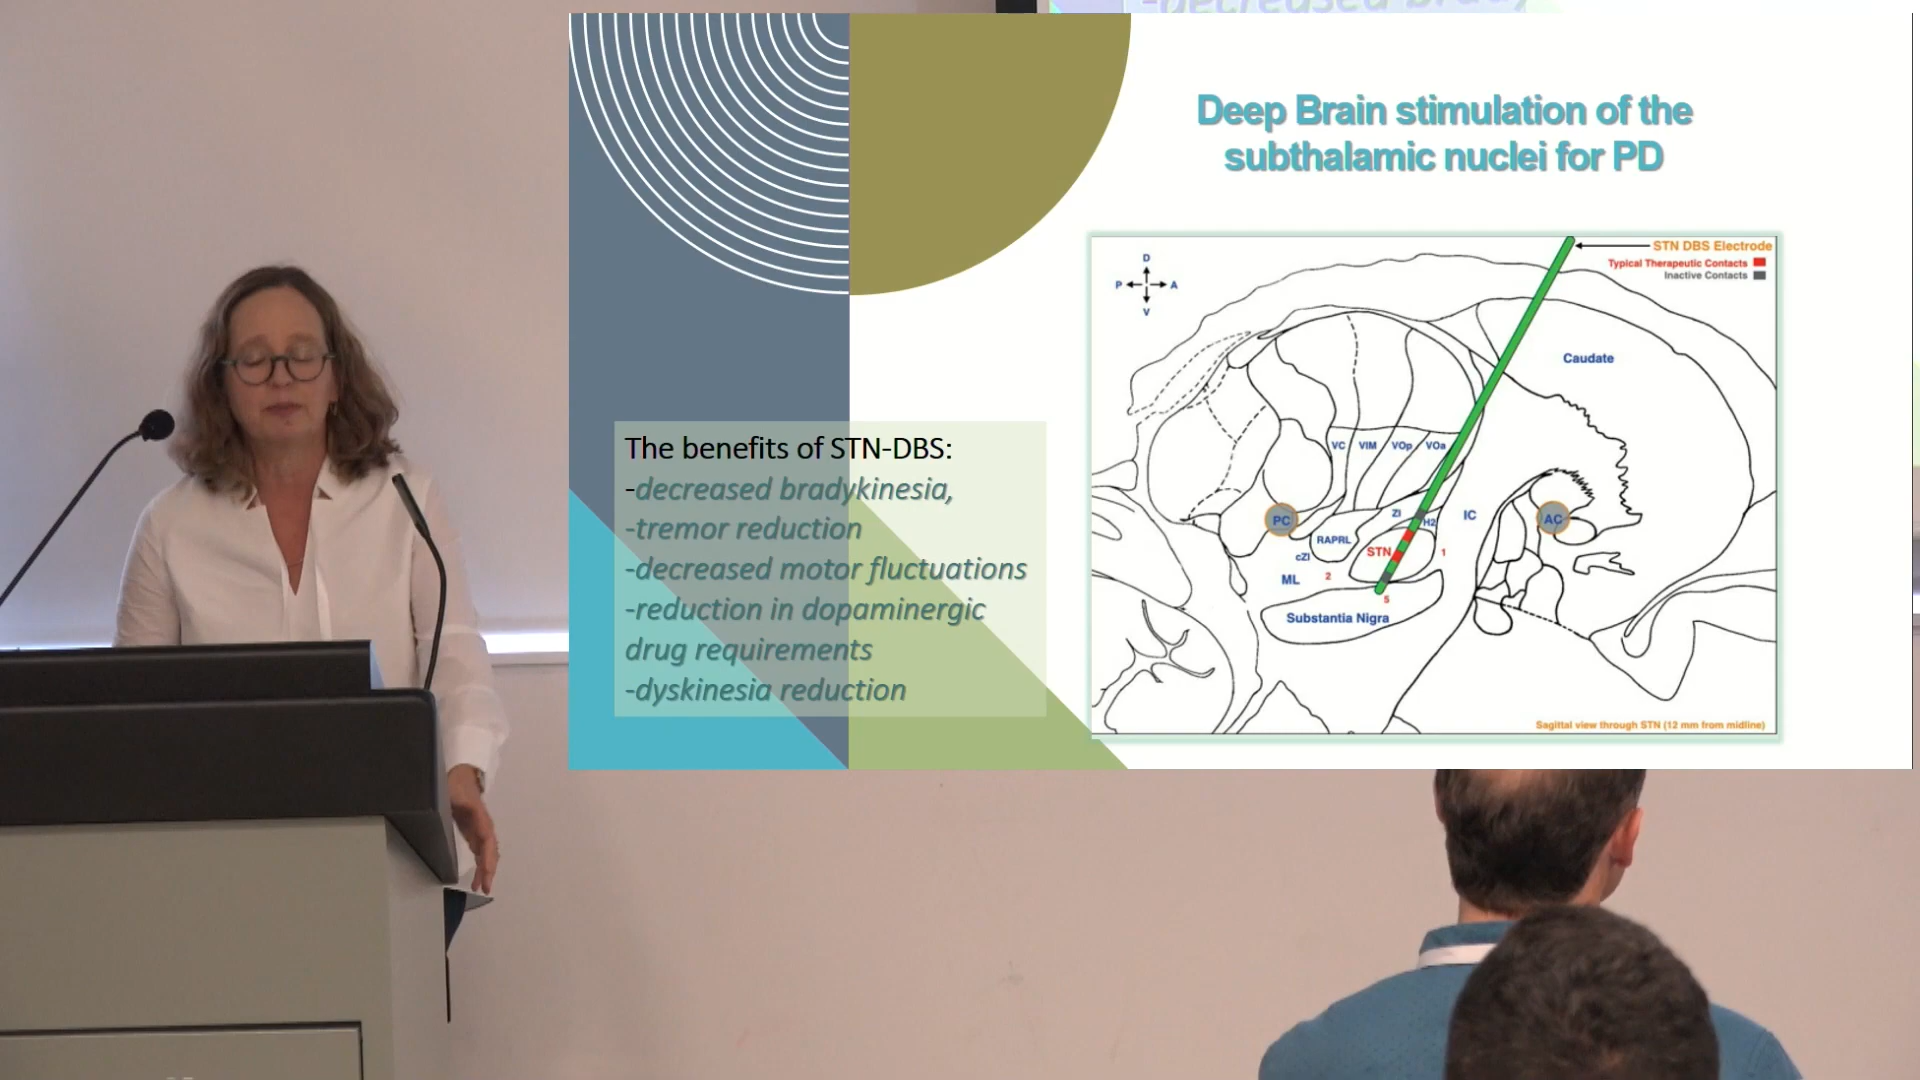 -decreased brady
Deep Brain stimulation of the
subthalamic nuclei for PD
The benefits of STN-DBS:
-decreased bradykinesia,
-tremor reduction
-decreased motor fluctuations
-reduction in dopaminergic
drug requirements
-dyskinesia reduction
STN DBS Electrode
Typical Therapeutic Contacts
Inactive Contacts
D
P A
V
Caudate
VC VIM VOp VOa
PC
ZI
H2
IC
AC
RAPRL
STN
1
cZI
ML
2
5
Substantia Nigra
Sagittal view through STN (12 mm from midline)